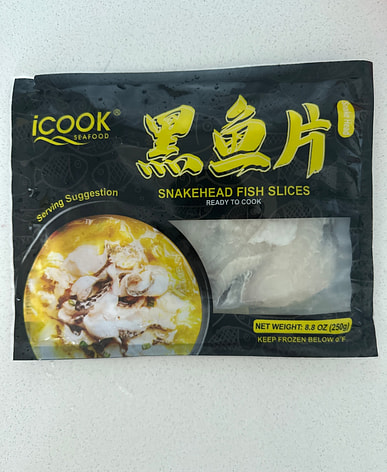 iCOOK®
SEAFOOD
黑鱼片
SNAKEHEAD FISH SLICES
READY TO COOK
Serving Suggestion
NET WEIGHT: 8.8 OZ (250g)
KEEP FROZEN BELOW 0°F